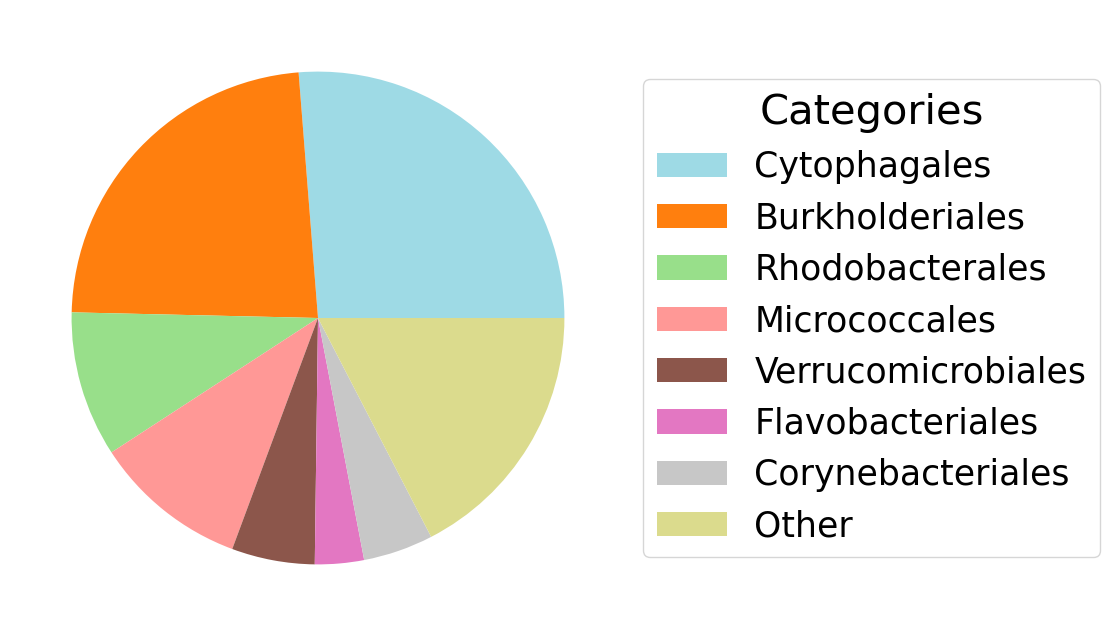 Categories
Cytophagales
Burkholderiales
Rhodobacterales
Micrococcales
Verrucomicrobiales
Flavobacteriales
Corynebacteriales
Other